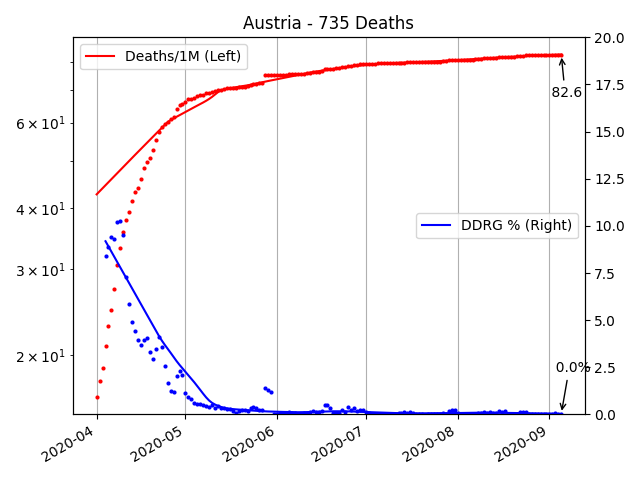 Austria - 735 Deaths
Deaths/1M (Left)
DDRG % (Right)
82.6
0.0%
6 × 10¹
4 × 10¹
3 × 10¹
2 × 10¹
20.0
17.5
15.0
12.5
10.0
7.5
5.0
2.5
0.0
2020-04
2020-05
2020-06
2020-07
2020-08
2020-09